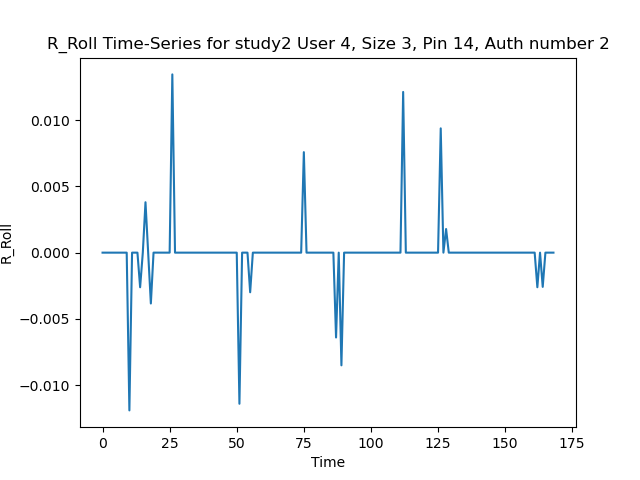 R_Roll Time-Series for study2 User 4, Size 3, Pin 14, Auth number 2
R_Roll
0.010
0.005
0.000
−0.005
−0.010
0 25 50 75 100 125 150 175
Time